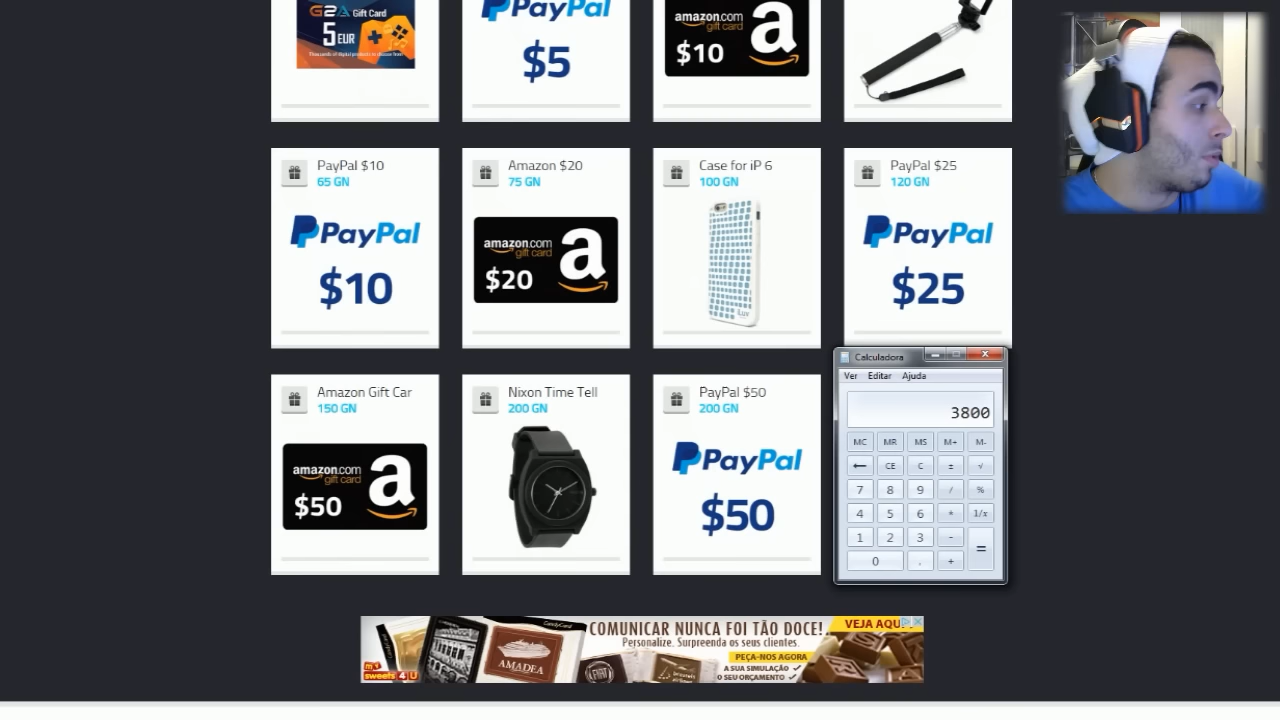 G2A Gift Card
5 EUR
PayPal
$5
amazon.com
gift card
$10
PayPal $10
65 GN
PayPal
$10
Amazon $20
75 GN
amazon.com
gift card
$20
Case for iP 6
100 GN
iLuv
PayPal $25
120 GN
PayPal
$25
Amazon Gift Car
150 GN
amazon.com
gift card
$50
Nixon Time Tell
200 GN
PayPal $50
200 GN
PayPal
$50
Calculadora
Ver Editar Ajuda
3800
MC MR MS M+ M-
← CE C ± √
7 8 9 / %
4 5 6 * 1/x
1 2 3 - =
0 . +
my
sweets 4 U
CandyCard
AMADEA
COMUNICAR NUNCA FOI TÃO DOCE!
Personalize. Surpreenda os seus clientes.
PEÇA-NOS AGORA
A SUA SIMULAÇÃO ✓
O SEU ORÇAMENTO ✓
VEJA AQUI